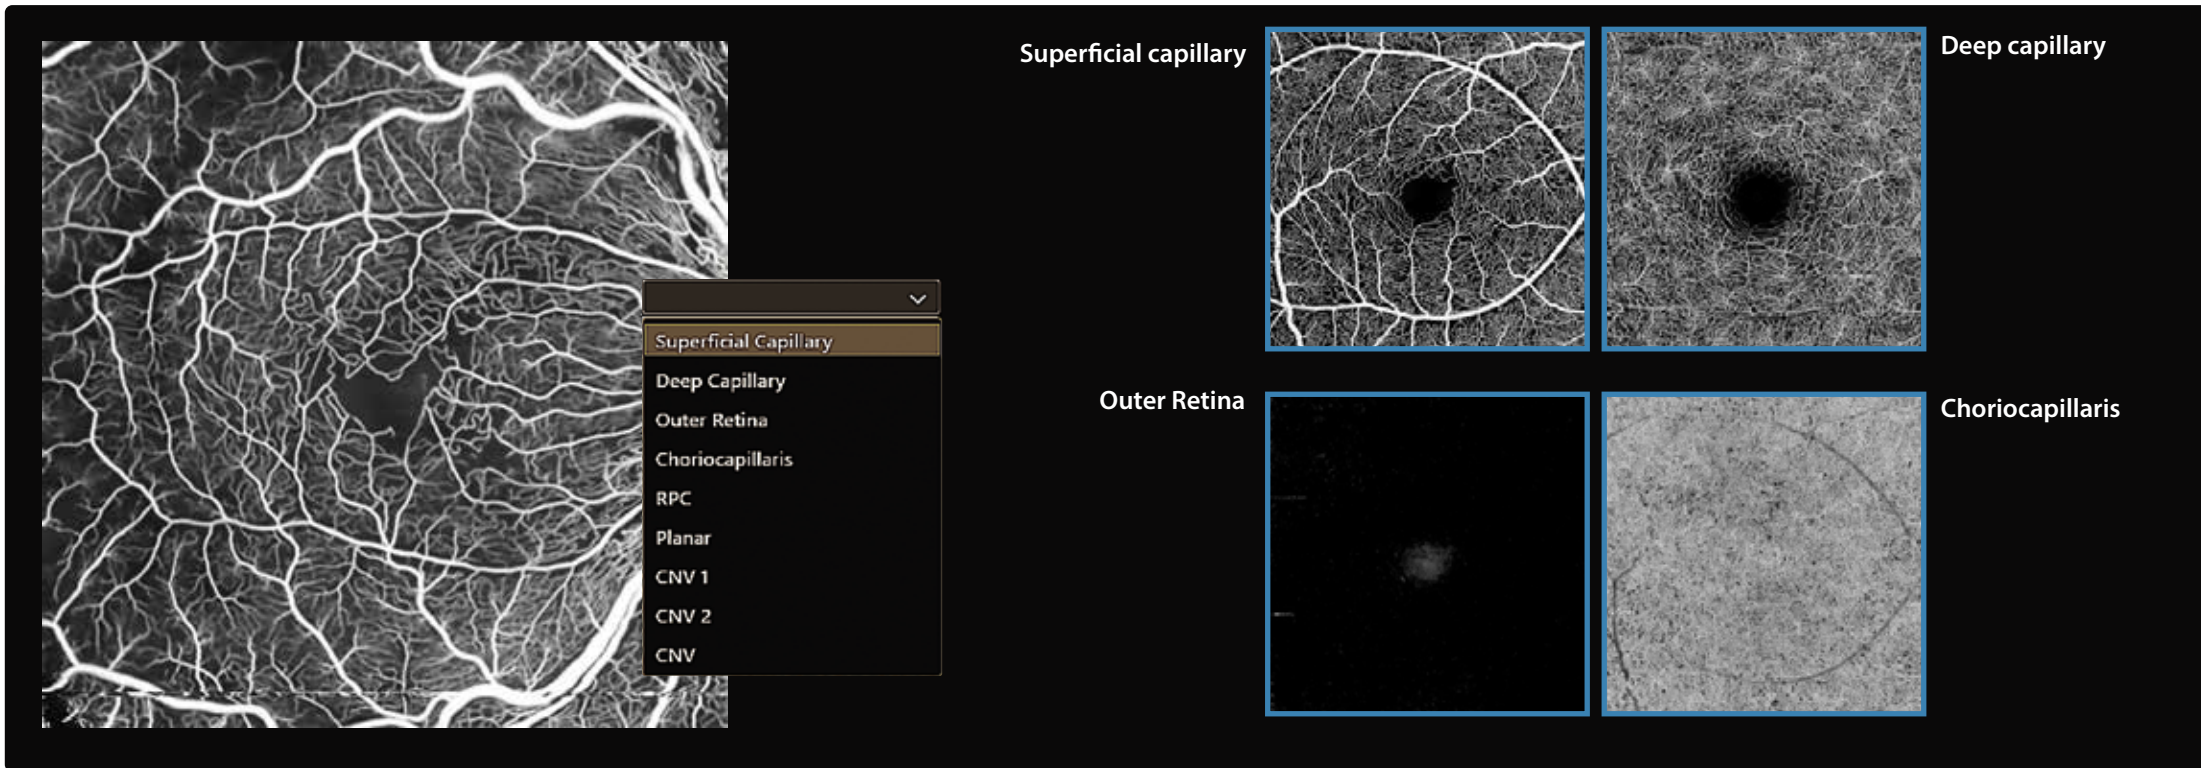 Superficial Capillary
Deep Capillary
Outer Retina
Choriocapillaris
RPC
Planar
CNV 1
CNV 2
CNV
Superficial capillary
Deep capillary
Outer Retina
Choriocapillaris